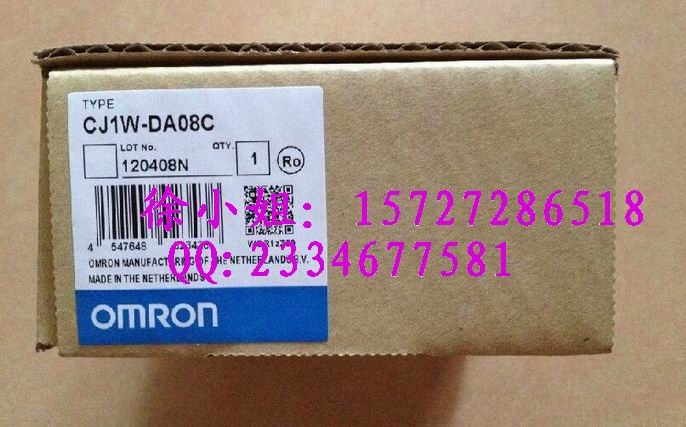 TYPE
CJ1W-DA08C
LOT No. QTY.
120408N 1 Ro
徐小姐: 15727286518
4 547648
QQ: 2334677581
OMRON MANUFACTURING OF THE NETHERLANDS B.V.
MADE IN THE NETHERLANDS
OMRON